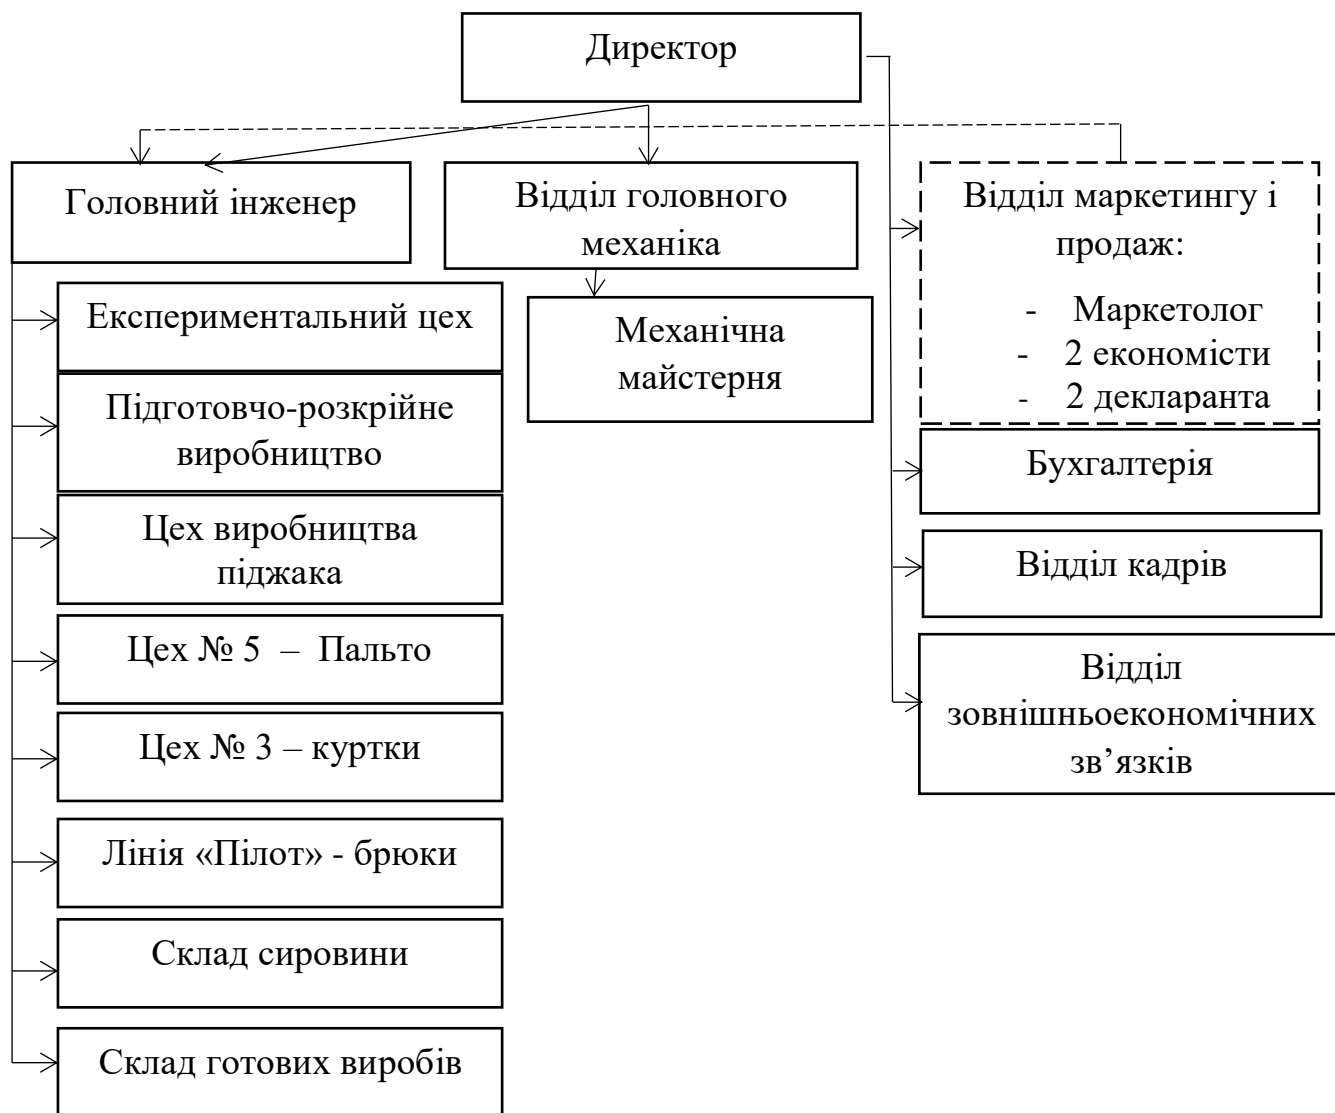 Директор
Головний інженер
Відділ головного
механіка
Відділ маркетингу і
продаж:
- Маркетолог
- 2 економісти
- 2 декларанта
Експериментальний цех
Механічна
майстерня
Підготовчо-розкрійне
виробництво
Бухгалтерія
Цех виробництва
піджака
Відділ кадрів
Цех № 5 – Пальто
Відділ
зовнішньоекономічних
зв’язків
Цех № 3 – куртки
Лінія «Пілот» - брюки
Склад сировини
Склад готових виробів